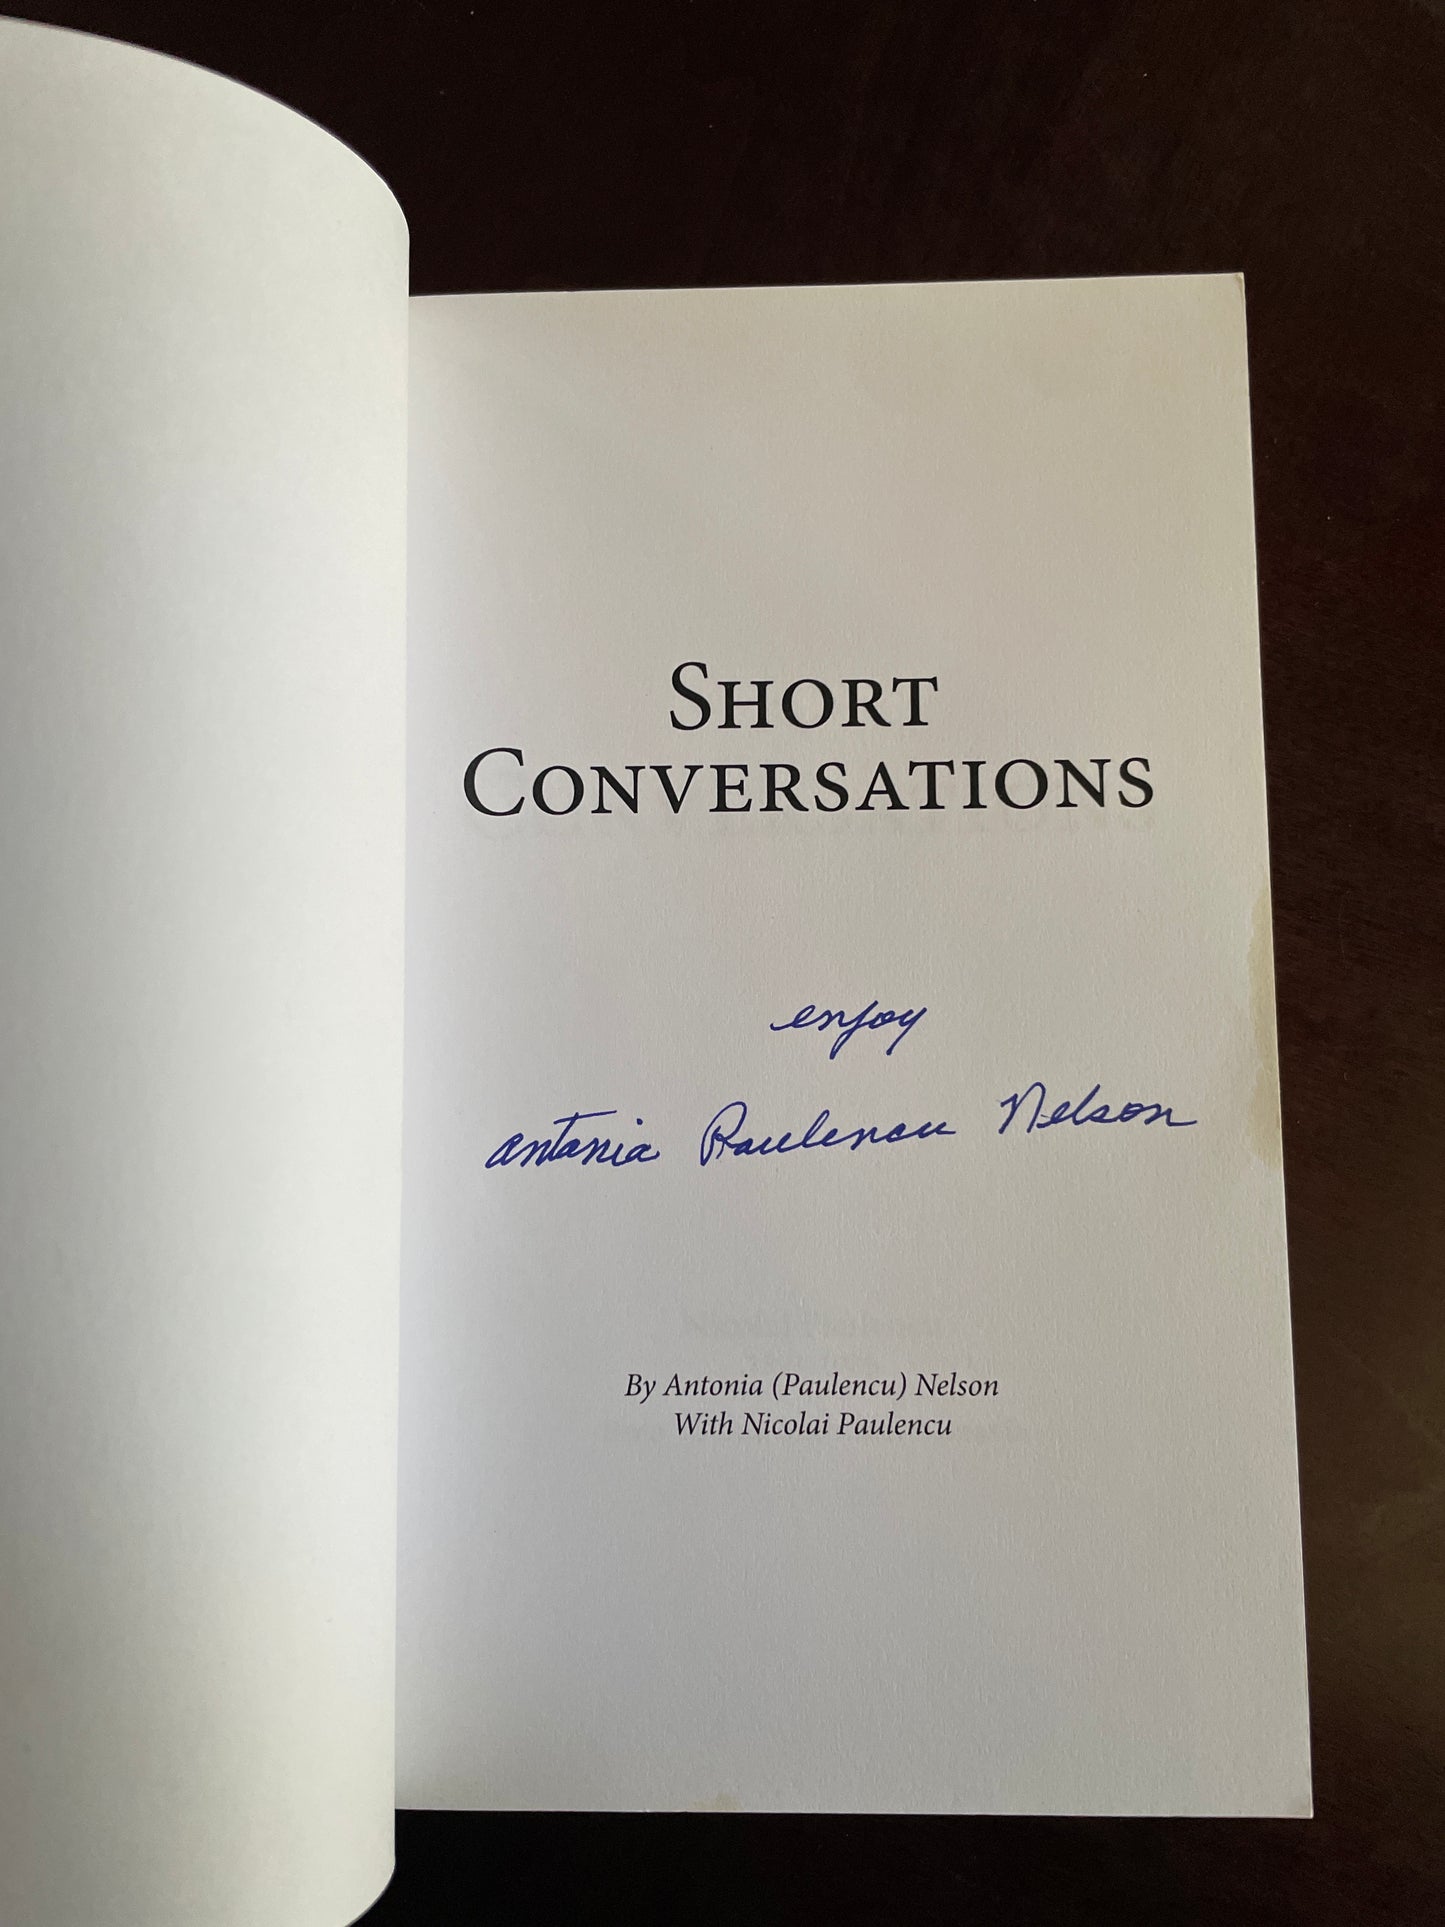 SHORT
CONVERSATIONS
enjoy
Antonia Paulencu Nelson
By Antonia (Paulencu) Nelson
With Nicolai Paulencu